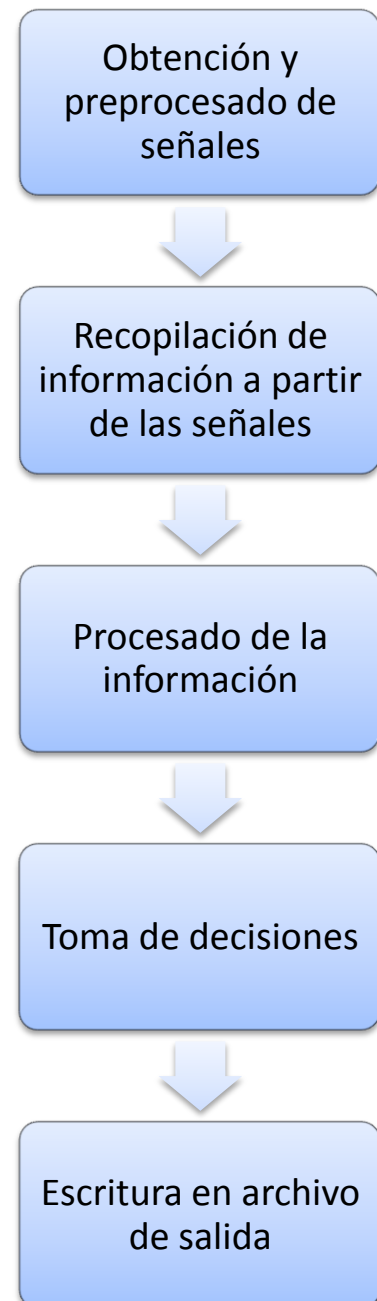 Obtención y
preprocesado de
señales
Recopilación de
información a partir
de las señales
Procesado de la
información
Toma de decisiones
Escritura en archivo
de salida